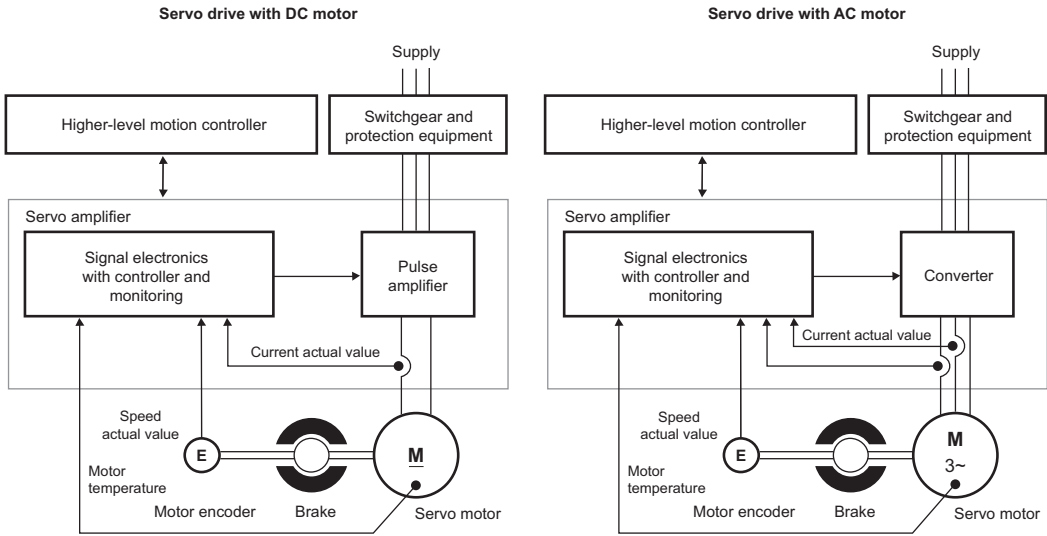 Servo drive with DC motor
Supply
Higher-level motion controller
Switchgear and
protection equipment
Servo amplifier
Signal electronics
with controller and
monitoring
Pulse
amplifier
Current actual value
Speed
actual value
E
M
Motor
temperature
Motor encoder
Brake
Servo motor
Servo drive with AC motor
Supply
Higher-level motion controller
Switchgear and
protection equipment
Servo amplifier
Signal electronics
with controller and
monitoring
Converter
Current actual value
Speed
actual value
E
M
3~
Motor
temperature
Motor encoder
Brake
Servo motor